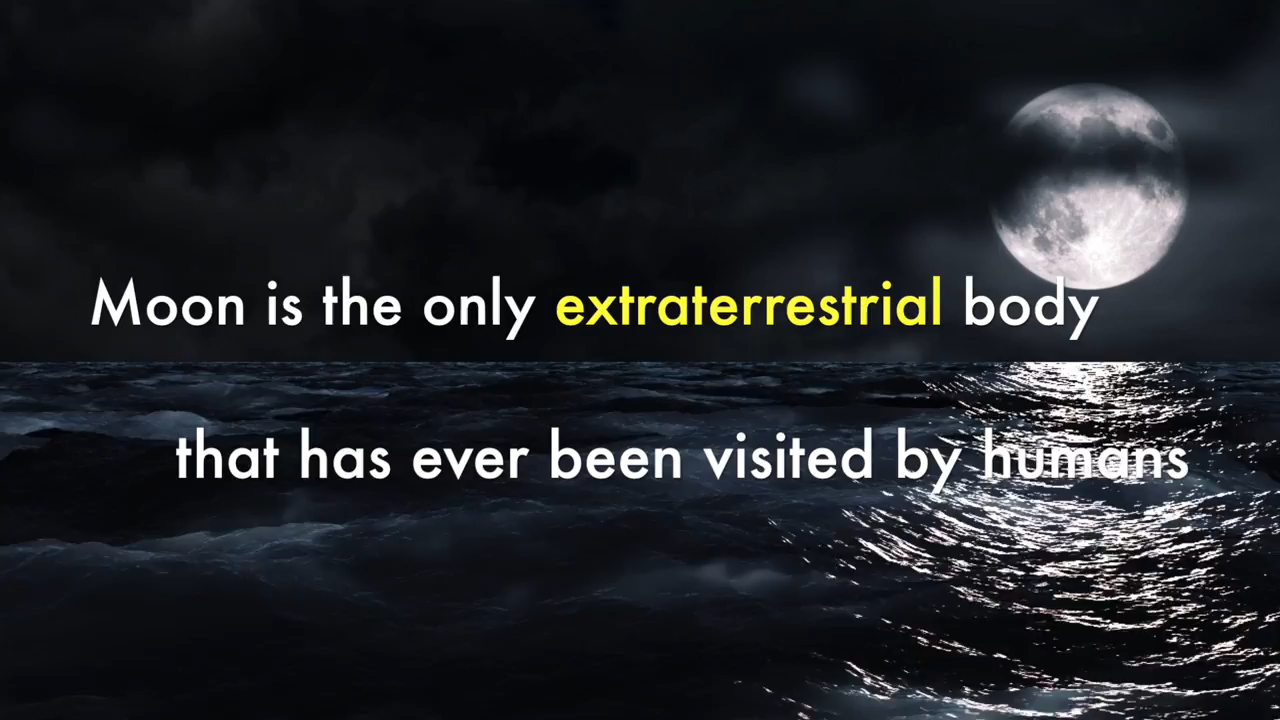 Moon is the only extraterrestrial body
that has ever been visited by humans